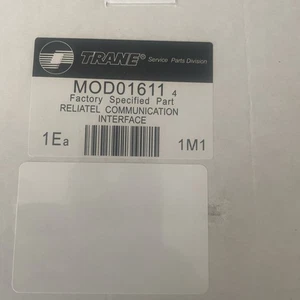 TRANE® Service Parts Division
MOD01611 4
Factory Specified Part
RELIATEL COMMUNICATION
INTERFACE
1Ea 1M1